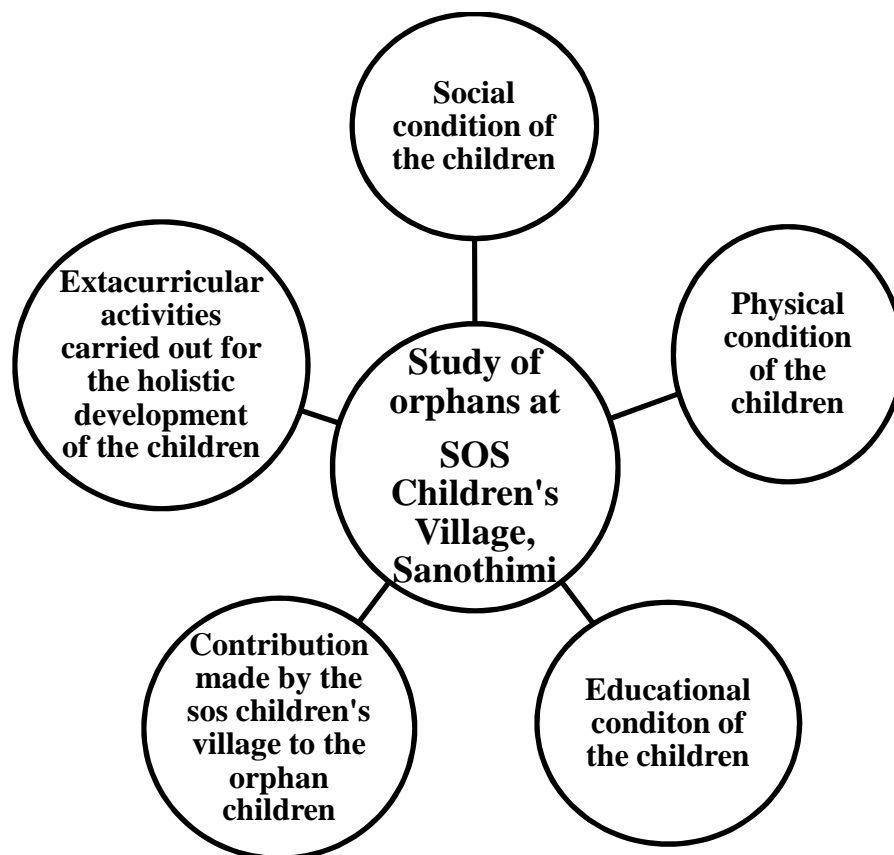 Social
condition of
the children
Physical
condition
of the
children
Educational
conditon of
the children
Contribution
made by the
sos children's
village to the
orphan
children
Extacurricular
activities
carried out for
the holistic
development
of the children
Study of
orphans at
SOS
Children's
Village,
Sanothimi